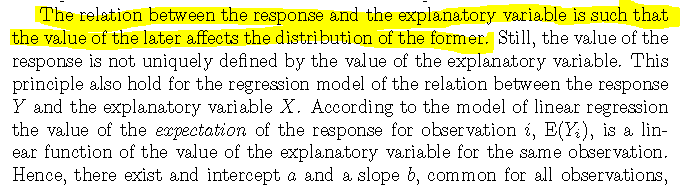 The relation between the response and the explanatory variable is such that
the value of the later affects the distribution of the former. Still, the value of the
response is not uniquely defined by the value of the explanatory variable. This
principle also hold for the regression model of the relation between the response
Y and the explanatory variable X. According to the model of linear regression
the value of the expectation of the response for observation i, E(Yᵢ), is a lin-
ear function of the value of the explanatory variable for the same observation.
Hence, there exist and intercept a and a slope b, common for all observations,